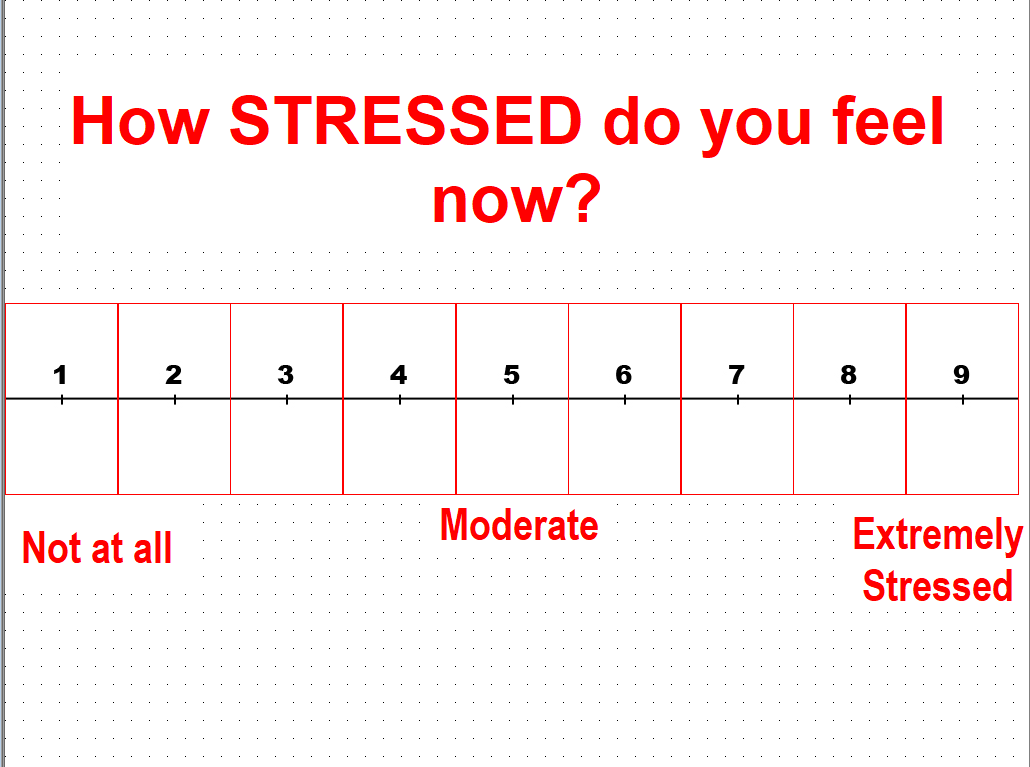 How STRESSED do you feel
now?
1 2 3 4 5 6 7 8 9
Not at all
Moderate
Extremely
Stressed